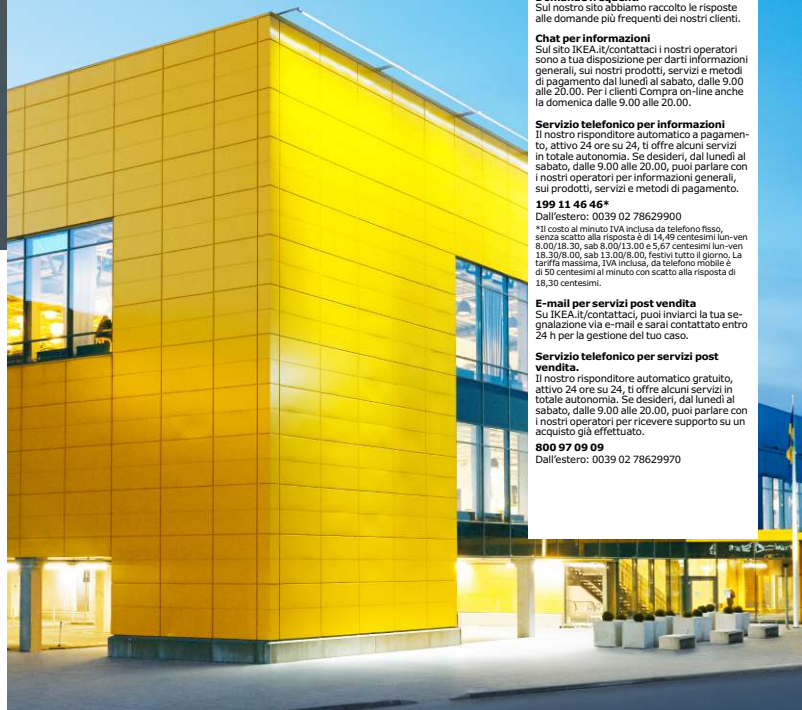 Sul nostro sito abbiamo raccolto le risposte
alle domande più frequenti dei nostri clienti.
Chat per informazioni
Sul sito IKEA.it/contattaci i nostri operatori
sono a tua disposizione per darti informazioni
generali, sui nostri prodotti, servizi e metodi
di pagamento dal lunedì al sabato, dalle 9.00
alle 20.00. Per i clienti Compra on-line anche
la domenica dalle 9.00 alle 20.00.
Servizio telefonico per informazioni
Il nostro risponditore automatico a pagamen-
to, attivo 24 ore su 24, ti offre alcuni servizi
in totale autonomia. Se desideri, dal lunedì al
sabato, dalle 9.00 alle 20.00, puoi parlare con
i nostri operatori per informazioni generali,
sui prodotti, servizi e metodi di pagamento.
199 11 46 46*
Dall'estero: 0039 02 78629900
*Il costo al minuto IVA inclusa da telefono fisso,
senza scatto alla risposta è di 14,49 centesimi lun-ven
8.00/18.30, sab 8.00/13.00 e 5,67 centesimi lun-ven
18.30/8.00, sab 13.00/8.00, festivi tutto il giorno. La
tariffa massima, IVA inclusa, da telefono mobile è
di 50 centesimi al minuto con scatto alla risposta di
18,30 centesimi.
E-mail per servizi post vendita
Su IKEA.it/contattaci, puoi inviarci la tua se-
gnalazione via e-mail e sarai contattato entro
24 h per la gestione del tuo caso.
Servizio telefonico per servizi post
vendita.
Il nostro risponditore automatico gratuito,
attivo 24 ore su 24, ti offre alcuni servizi in
totale autonomia. Se desideri, dal lunedì al
sabato, dalle 9.00 alle 20.00, puoi parlare con
i nostri operatori per ricevere supporto su un
acquisto già effettuato.
800 97 09 09
Dall'estero: 0039 02 78629970